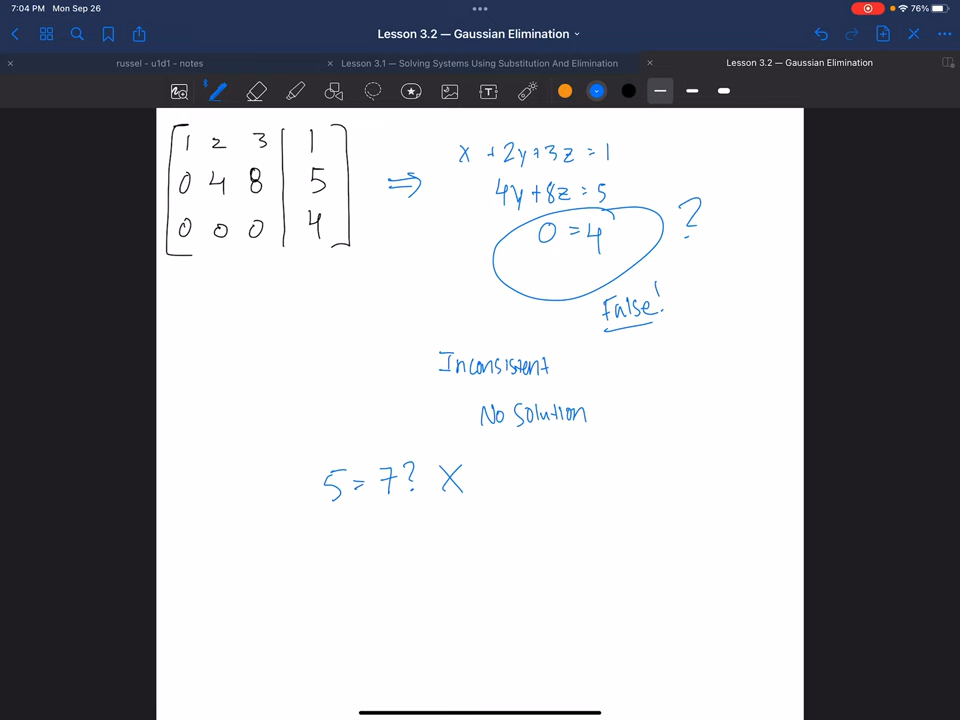 7:04 PM Mon Sep 26
76%
Lesson 3.2 — Gaussian Elimination
russel - u1d1 - notes
Lesson 3.1 — Solving Systems Using Substitution And Elimination
Lesson 3.2 — Gaussian Elimination
1 2 3 | 1
0 4 8 | 5
0 0 0 | 4
⇒
x + 2y + 3z = 1
4y + 8z = 5
0 = 4 ?
False!
Inconsistent
No Solution
5 = 7? X